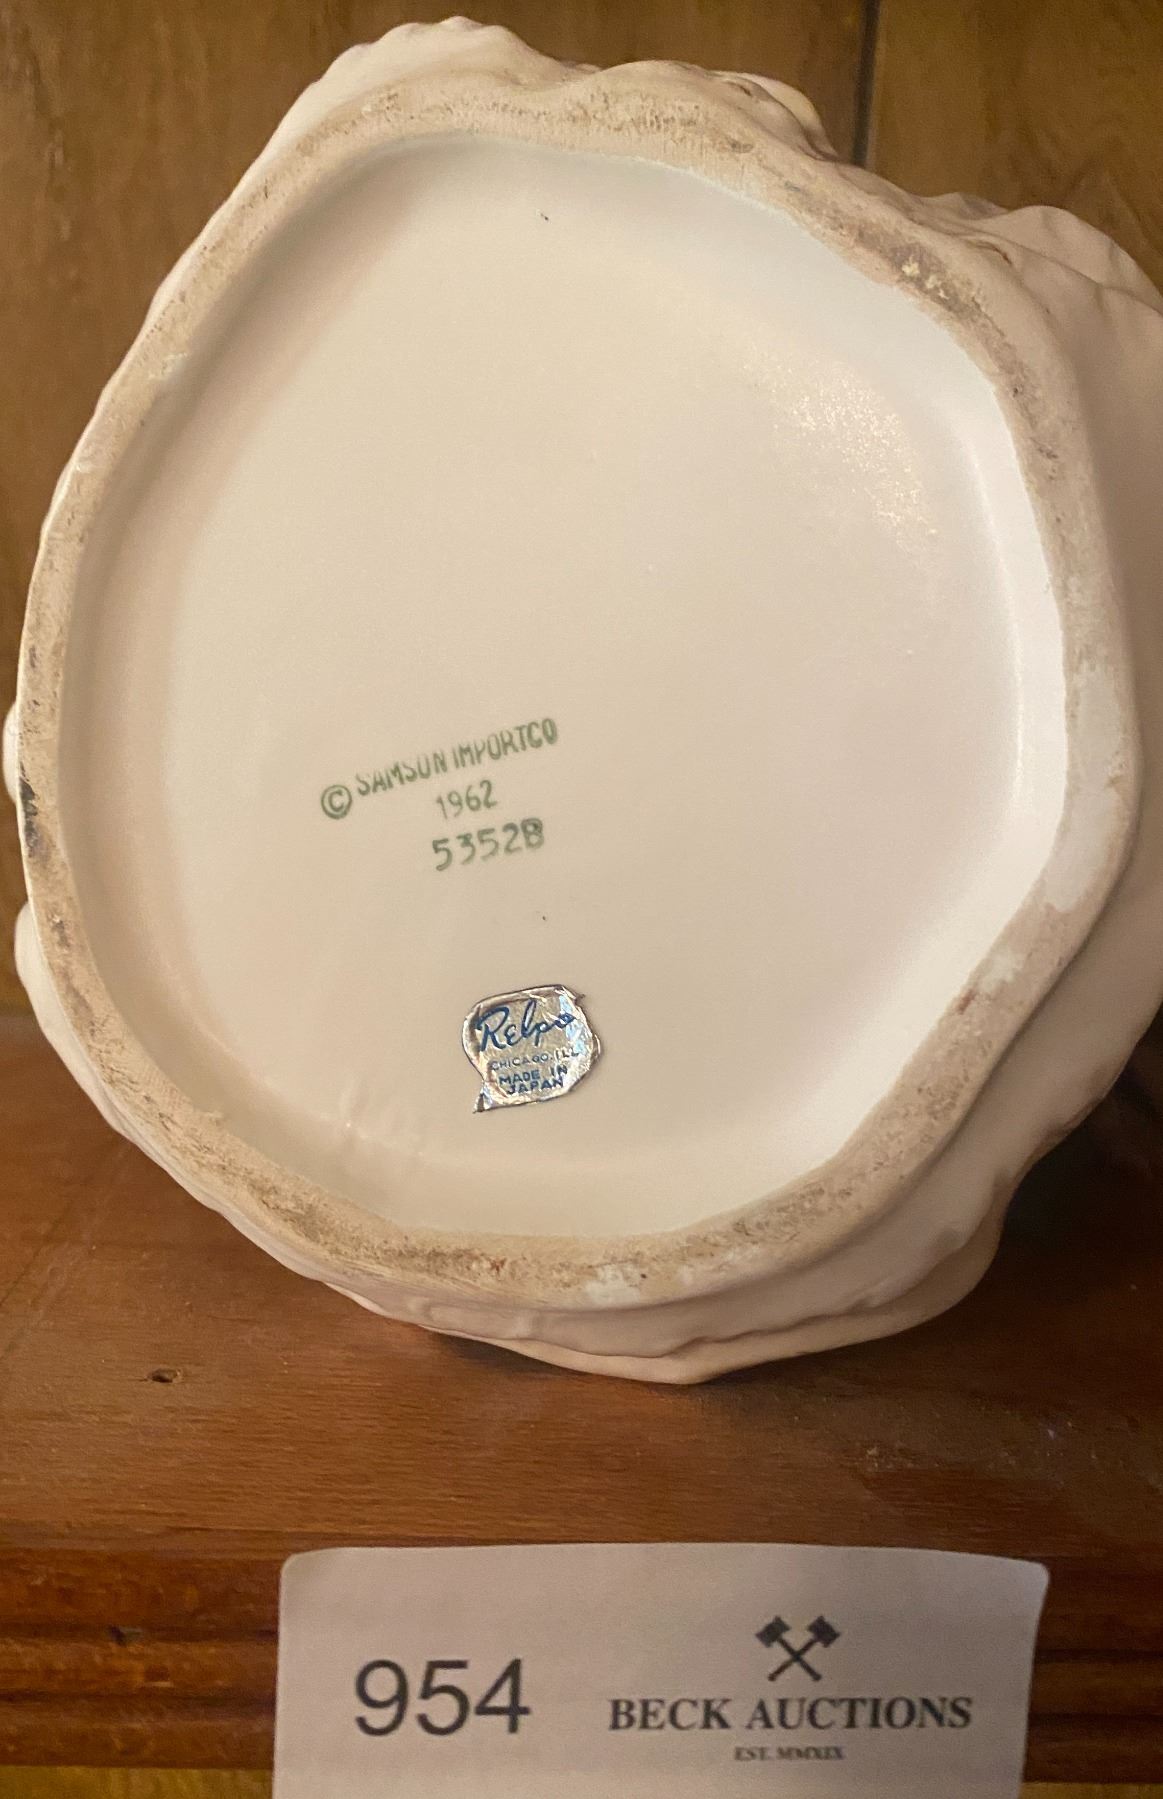 © SAMSON IMPORTCO
1962
5352B
Relpo
CHICAGO, ILL
MADE IN
JAPAN
954
BECK AUCTIONS
EST. MMXIX